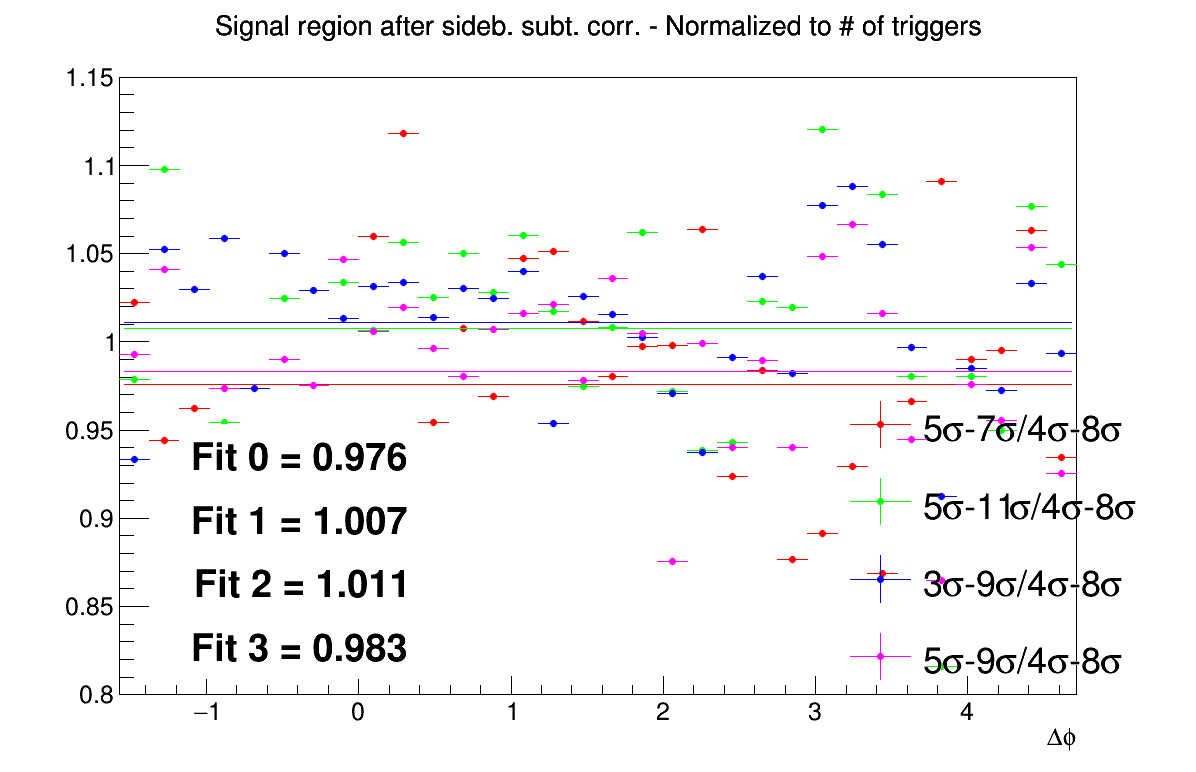 Signal region after sideb. subt. corr. - Normalized to # of triggers
1.15
1.1
1.05
1
0.95
0.9
0.85
0.8
Fit 0 = 0.976
Fit 1 = 1.007
Fit 2 = 1.011
Fit 3 = 0.983
5σ-7σ/4σ-8σ
5σ-11σ/4σ-8σ
3σ-9σ/4σ-8σ
5σ-9σ/4σ-8σ
−1 0 1 2 3 4
Δϕ